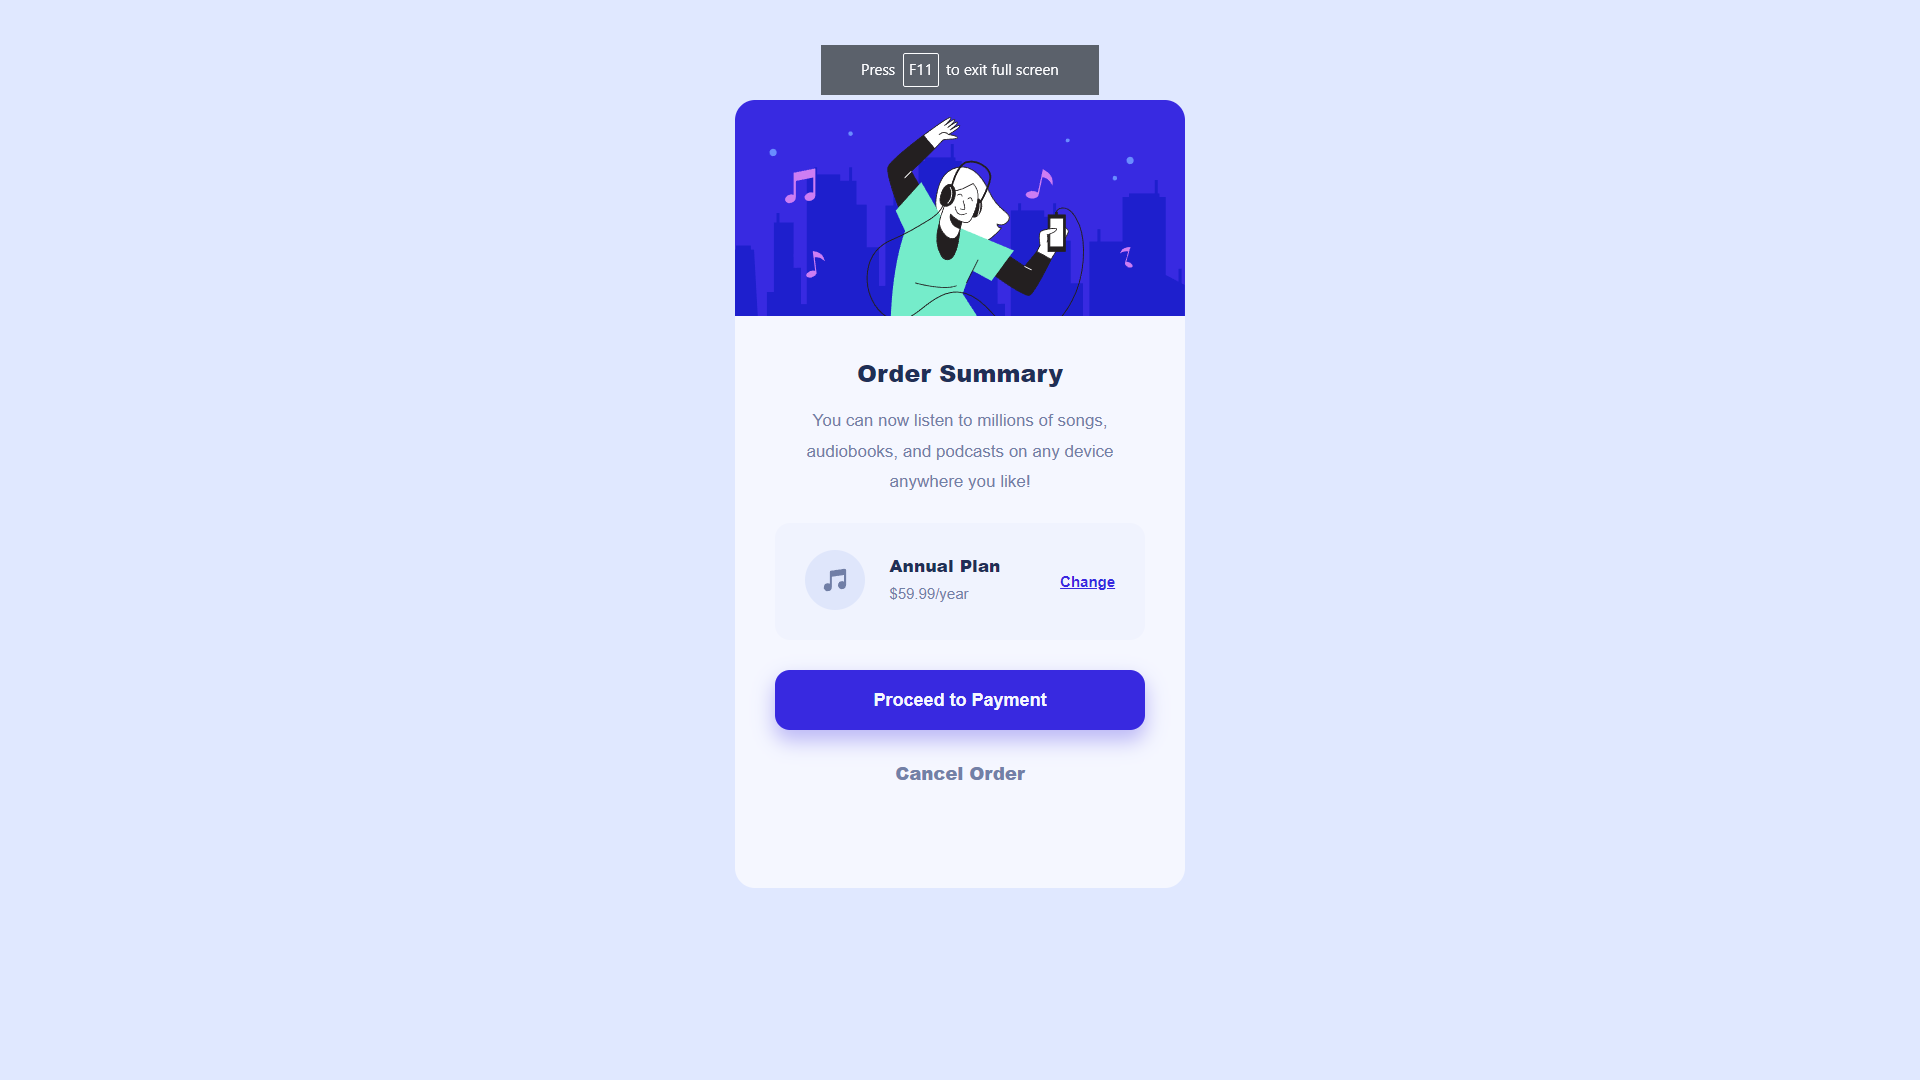 Press F11 to exit full screen
Order Summary
You can now listen to millions of songs,
audiobooks, and podcasts on any device
anywhere you like!
Annual Plan
$59.99/year
Change
Proceed to Payment
Cancel Order